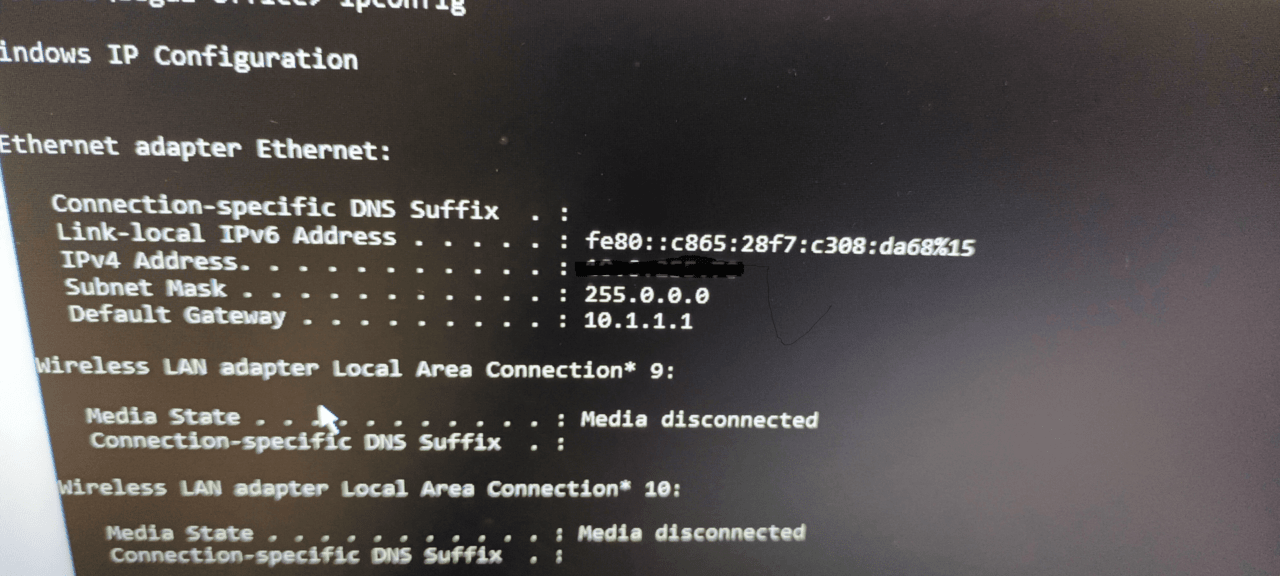 ipconfig
indows IP Configuration
Ethernet adapter Ethernet:
Connection-specific DNS Suffix . :
Link-local IPv6 Address . . . . . : fe80::c865:28f7:c308:da68%15
IPv4 Address. . . . . . . . . . . :
Subnet Mask . . . . . . . . . . . : 255.0.0.0
Default Gateway . . . . . . . . . : 10.1.1.1
Wireless LAN adapter Local Area Connection* 9:
Media State . . . . . . . . . . . : Media disconnected
Connection-specific DNS Suffix . :
Wireless LAN adapter Local Area Connection* 10:
Media State . . . . . . . . . . . : Media disconnected
Connection-specific DNS Suffix . :